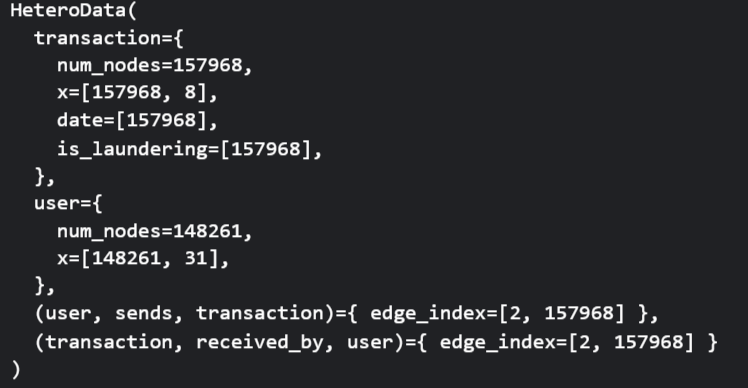 HeteroData(
  transaction={
    num_nodes=157968,
    x=[157968, 8],
    date=[157968],
    is_laundering=[157968],
  },
  user={
    num_nodes=148261,
    x=[148261, 31],
  },
  (user, sends, transaction)={ edge_index=[2, 157968] },
  (transaction, received_by, user)={ edge_index=[2, 157968] }
)